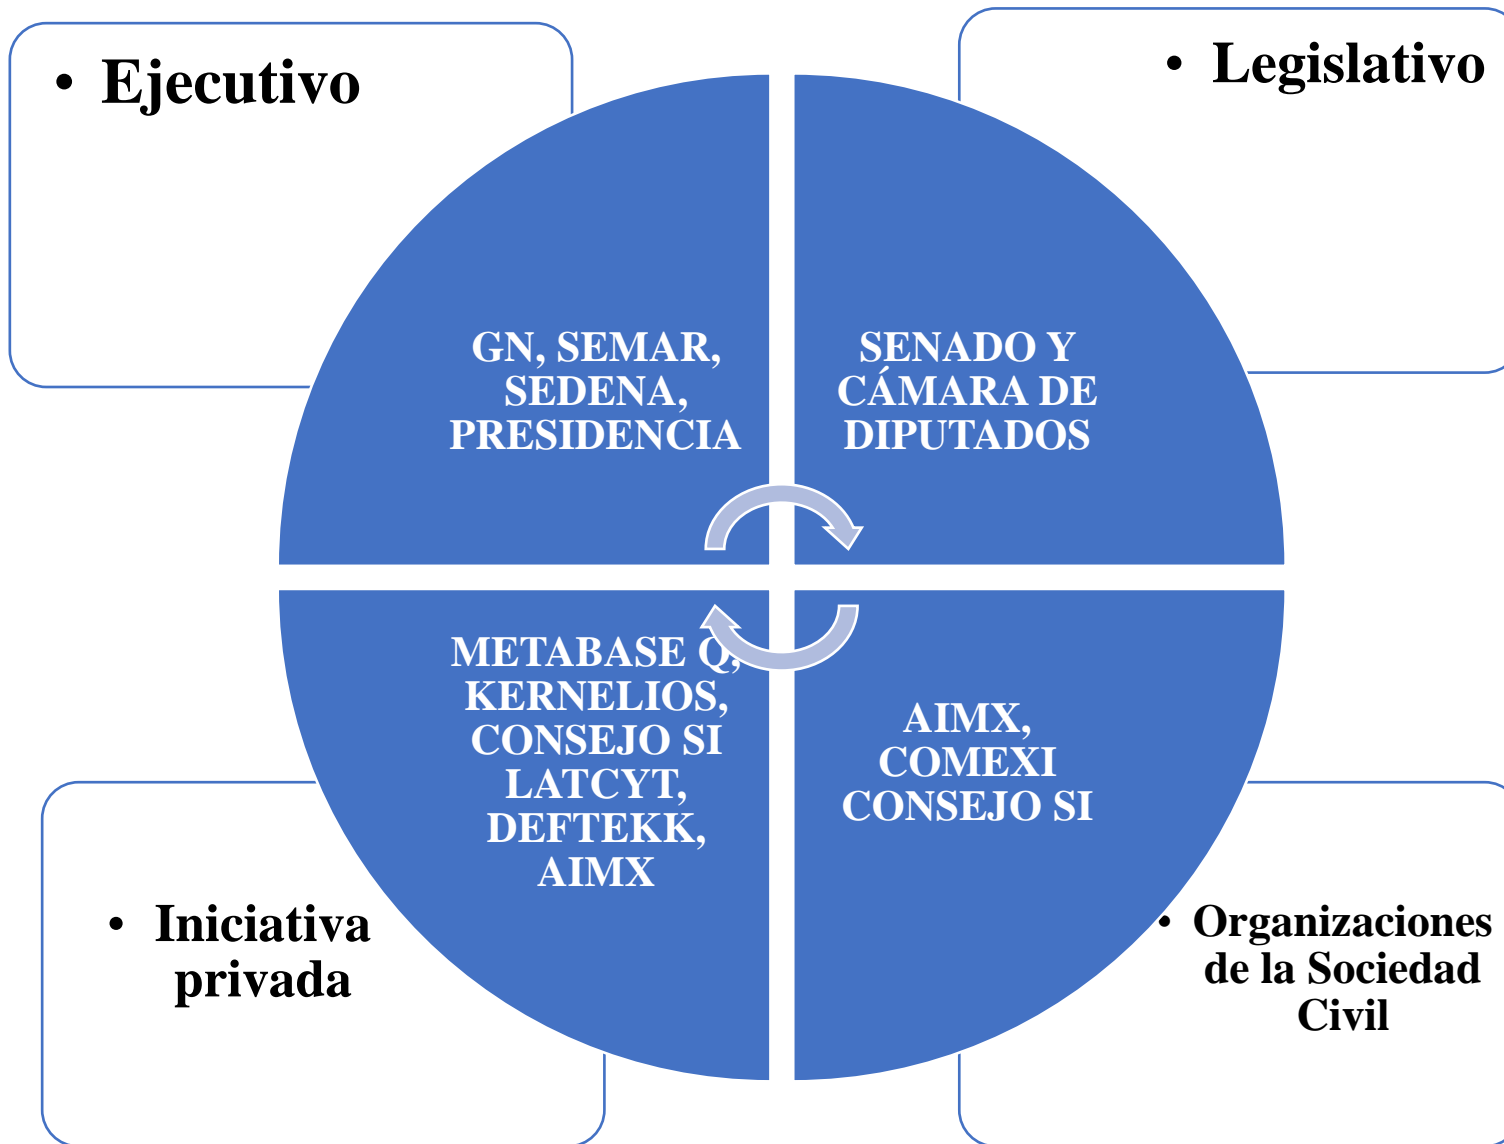 • Ejecutivo
GN, SEMAR,
SEDENA,
PRESIDENCIA
• Legislativo
SENADO Y
CÁMARA DE
DIPUTADOS
METABASE Q,
KERNELIOS,
CONSEJO SI
LATCYT,
DEFTEKK,
AIMX
• Iniciativa
privada
AIMX,
COMEXI
CONSEJO SI
• Organizaciones
de la Sociedad
Civil